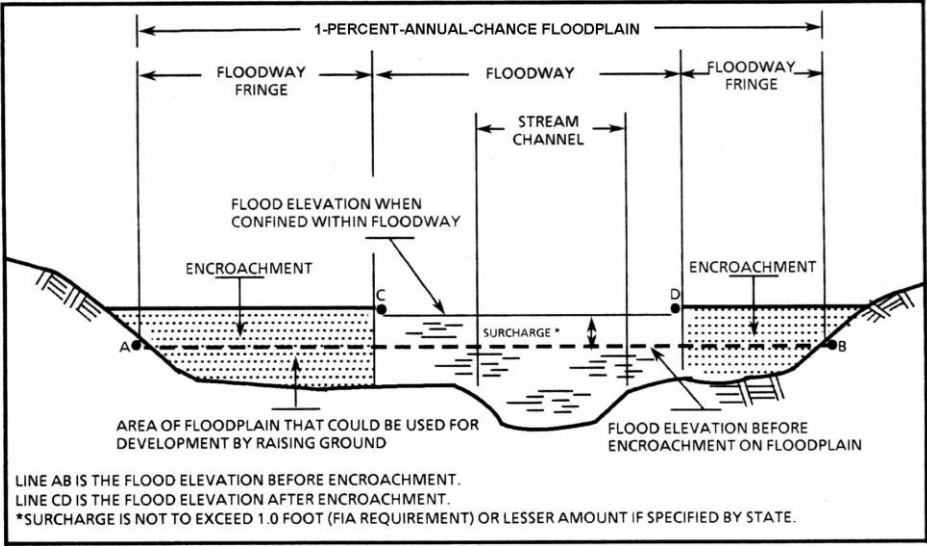 1-PERCENT-ANNUAL-CHANCE FLOODPLAIN
FLOODWAY
FRINGE
FLOODWAY
FLOODWAY
FRINGE
STREAM
CHANNEL
FLOOD ELEVATION WHEN
CONFINED WITHIN FLOODWAY
ENCROACHMENT
ENCROACHMENT
C
D
SURCHARGE *
A
B
AREA OF FLOODPLAIN THAT COULD BE USED FOR
DEVELOPMENT BY RAISING GROUND
FLOOD ELEVATION BEFORE
ENCROACHMENT ON FLOODPLAIN
LINE AB IS THE FLOOD ELEVATION BEFORE ENCROACHMENT.
LINE CD IS THE FLOOD ELEVATION AFTER ENCROACHMENT.
*SURCHARGE IS NOT TO EXCEED 1.0 FOOT (FIA REQUIREMENT) OR LESSER AMOUNT IF SPECIFIED BY STATE.